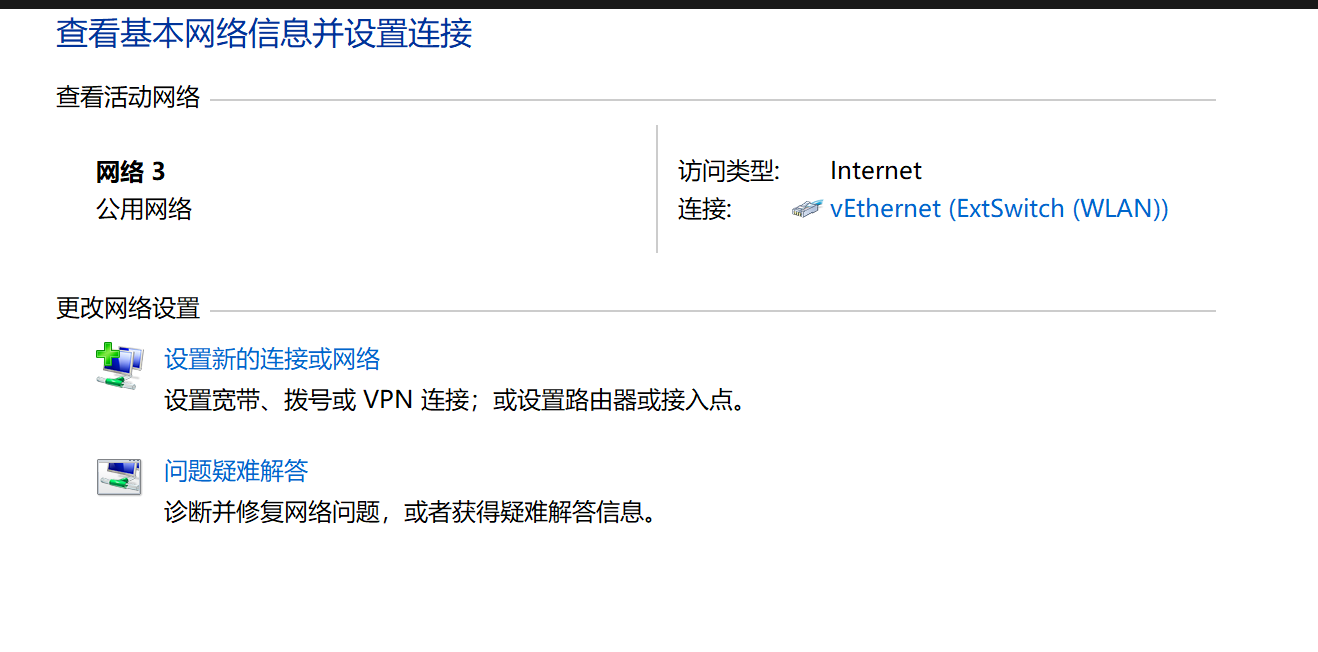 查看基本网络信息并设置连接
查看活动网络
网络 3
公用网络
访问类型: Internet
连接: vEthernet (ExtSwitch (WLAN))
更改网络设置
设置新的连接或网络
设置宽带、拨号或 VPN 连接；或设置路由器或接入点。
问题疑难解答
诊断并修复网络问题，或者获得疑难解答信息。